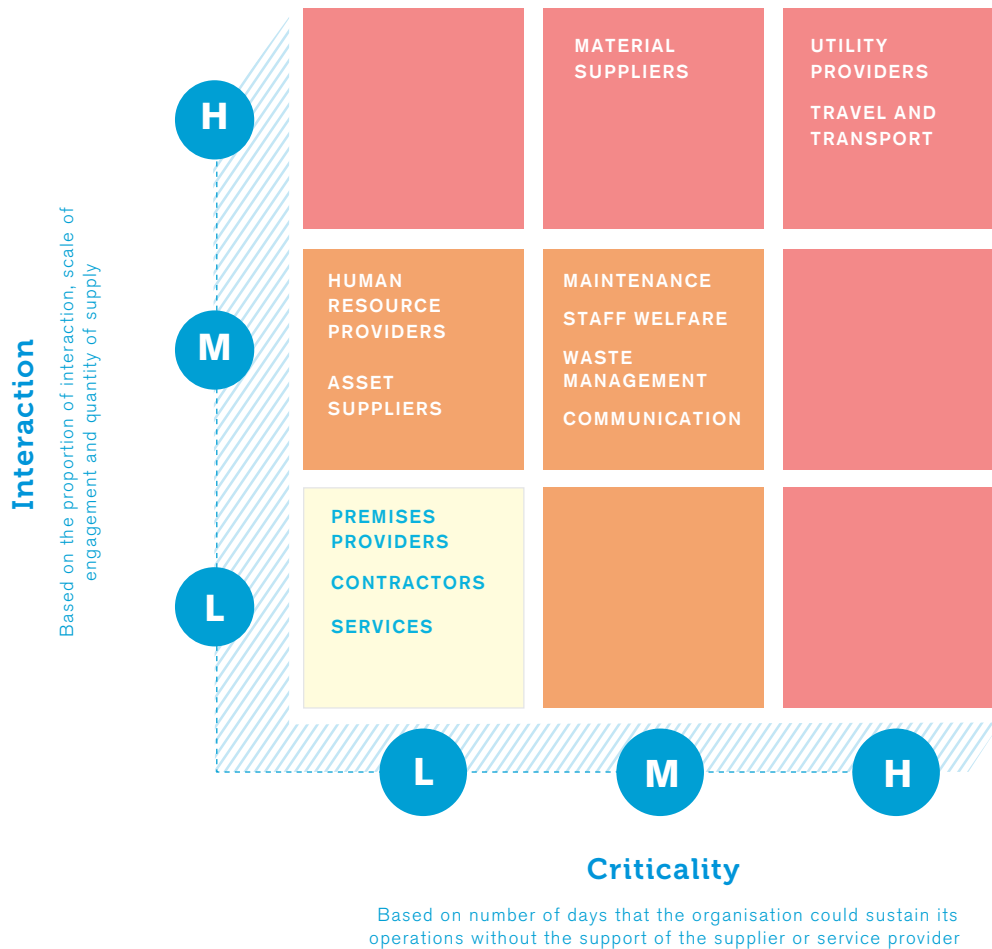 MATERIAL
SUPPLIERS
UTILITY
PROVIDERS
TRAVEL AND
TRANSPORT
H
HUMAN
RESOURCE
PROVIDERS
ASSET
SUPPLIERS
MAINTENANCE
STAFF WELFARE
WASTE
MANAGEMENT
COMMUNICATION
M
Interaction
Based on the proportion of interaction, scale of
engagement and quantity of supply
PREMISES
PROVIDERS
CONTRACTORS
SERVICES
L
L
M
H
Criticality
Based on number of days that the organisation could sustain its
operations without the support of the supplier or service provider